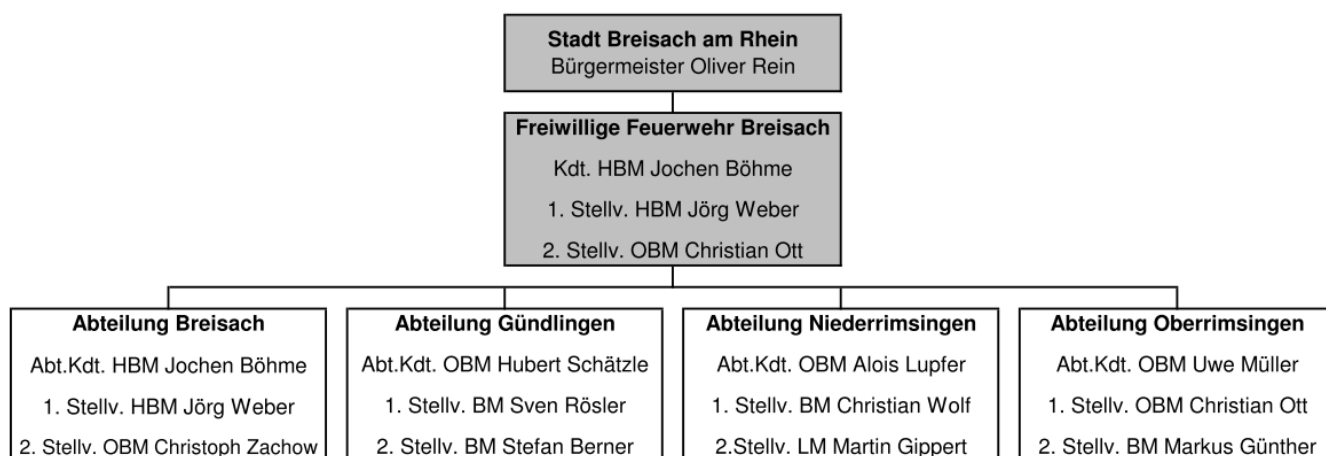 Stadt Breisach am Rhein
Bürgermeister Oliver Rein
Freiwillige Feuerwehr Breisach
Kdt. HBM Jochen Böhme
1. Stellv. HBM Jörg Weber
2. Stellv. OBM Christian Ott
Abteilung Breisach
Abt.Kdt. HBM Jochen Böhme
1. Stellv. HBM Jörg Weber
2. Stellv. OBM Christoph Zachow
Abteilung Gündlingen
Abt.Kdt. OBM Hubert Schätzle
1. Stellv. BM Sven Rösler
2. Stellv. BM Stefan Berner
Abteilung Niederrimsingen
Abt.Kdt. OBM Alois Lupfer
1. Stellv. BM Christian Wolf
2.Stellv. LM Martin Gippert
Abteilung Oberrimsingen
Abt.Kdt. OBM Uwe Müller
1. Stellv. OBM Christian Ott
2. Stellv. BM Markus Günther